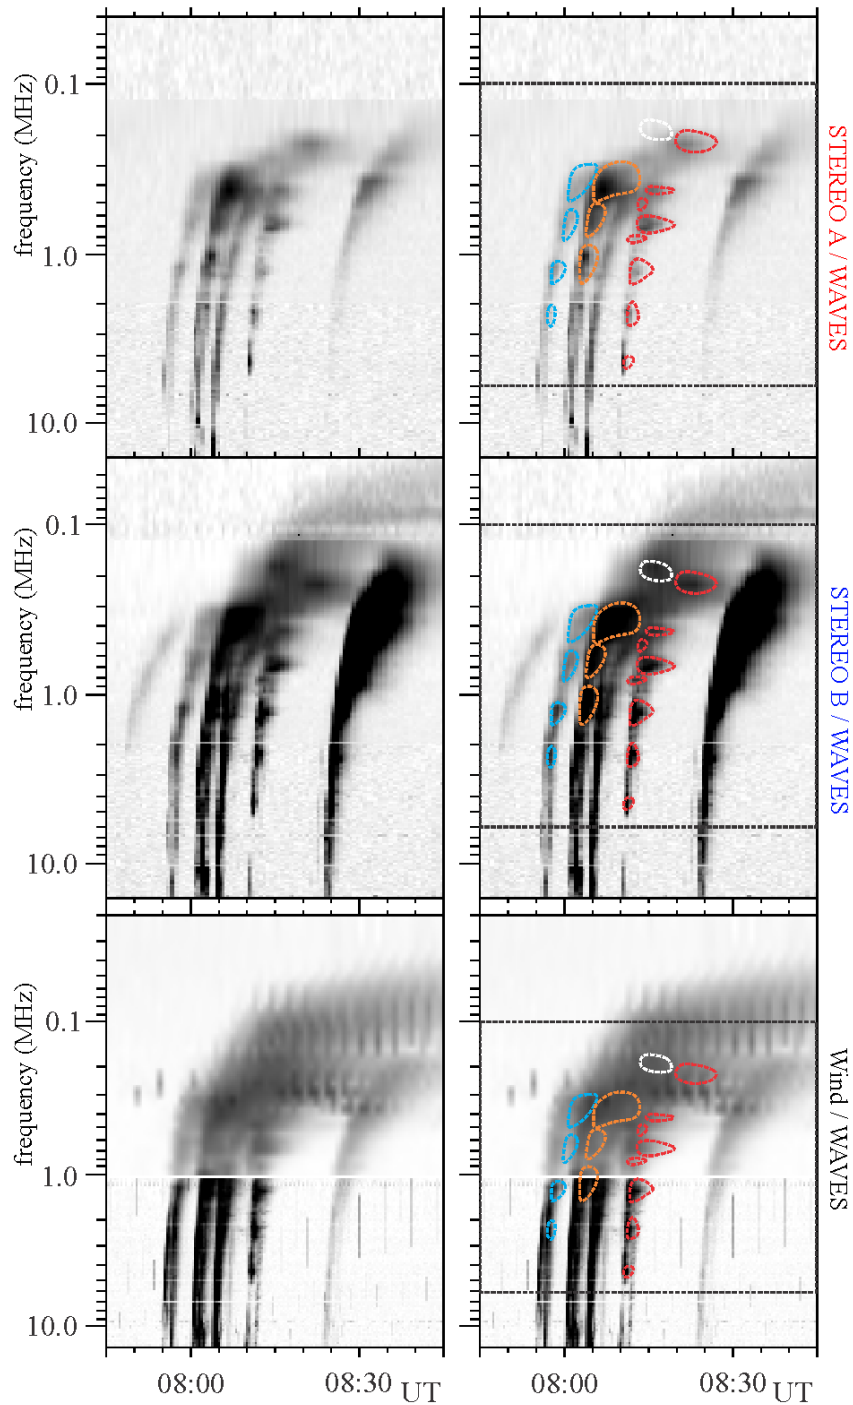 frequency (MHz)
0.1
1.0
10.0
STEREO A / WAVES
frequency (MHz)
0.1
1.0
10.0
STEREO B / WAVES
frequency (MHz)
0.1
1.0
10.0
Wind / WAVES
08:00
08:30
UT
08:00
08:30
UT